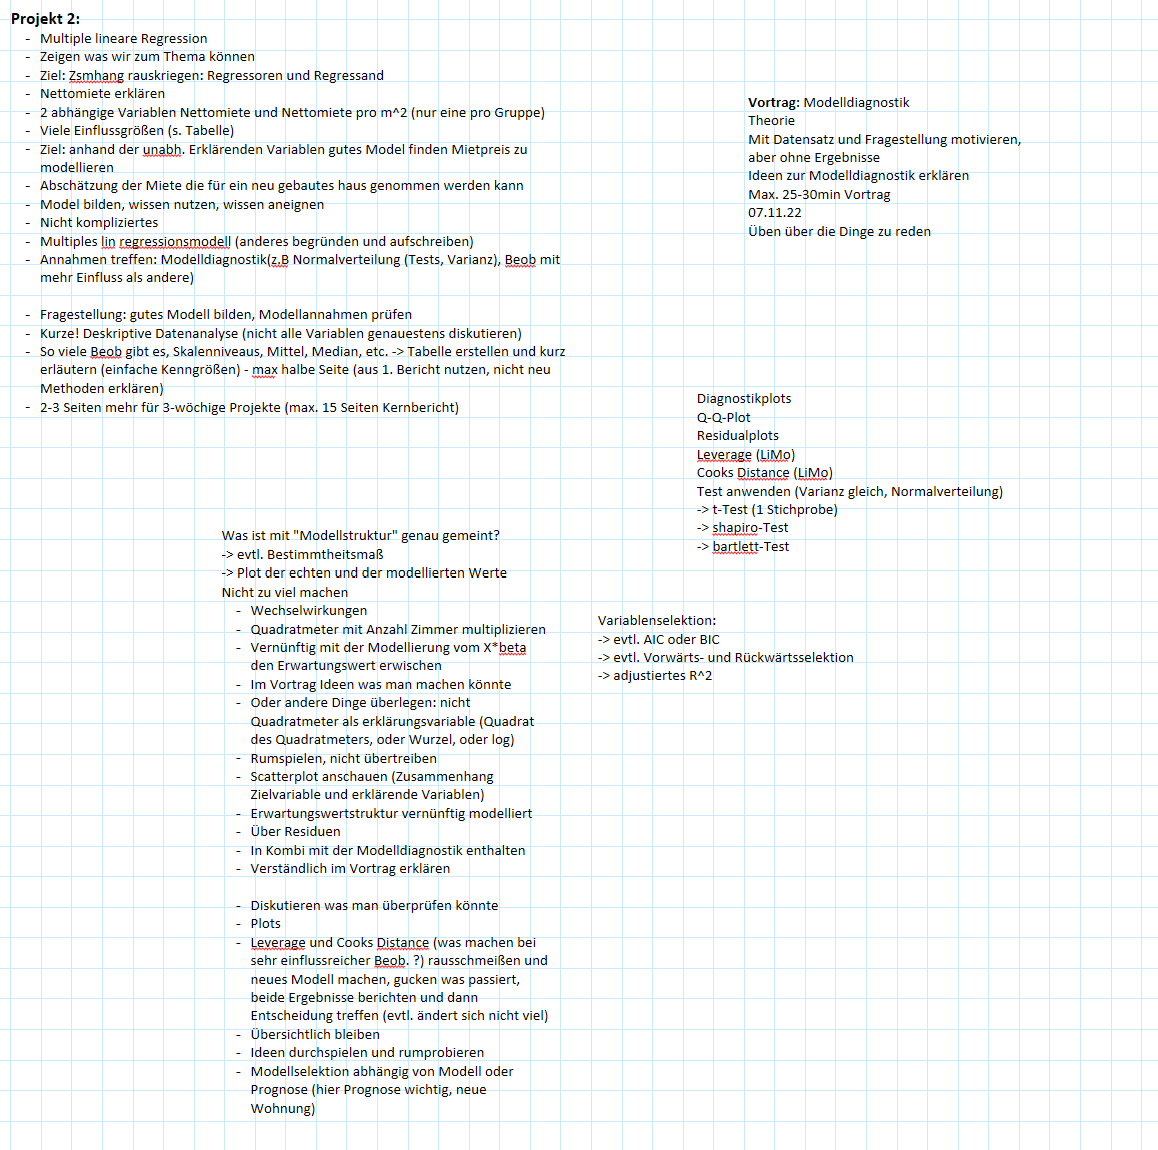 Projekt 2:
- Multiple lineare Regression
- Zeigen was wir zum Thema können
- Ziel: Zsmhang rauskriegen: Regressoren und Regressand
- Nettomiete erklären
- 2 abhängige Variablen Nettomiete und Nettomiete pro m^2 (nur eine pro Gruppe)
- Viele Einflussgrößen (s. Tabelle)
- Ziel: anhand der unabh. Erklärenden Variablen gutes Model finden Mietpreis zu
modellieren
- Abschätzung der Miete die für ein neu gebautes haus genommen werden kann
- Model bilden, wissen nutzen, wissen aneignen
- Nicht kompliziertes
- Multiples lin regressionsmodell (anderes begründen und aufschreiben)
- Annahmen treffen: Modelldiagnostik(z.B Normalverteilung (Tests, Varianz), Beob mit
mehr Einfluss als andere)
- Fragestellung: gutes Modell bilden, Modellannahmen prüfen
- Kurze! Deskriptive Datenanalyse (nicht alle Variablen genauestens diskutieren)
- So viele Beob gibt es, Skalenniveaus, Mittel, Median, etc. -> Tabelle erstellen und kurz
erläutern (einfache Kenngrößen) - max halbe Seite (aus 1. Bericht nutzen, nicht neu
Methoden erklären)
- 2-3 Seiten mehr für 3-wöchige Projekte (max. 15 Seiten Kernbericht)
Vortrag: Modelldiagnostik
Theorie
Mit Datensatz und Fragestellung motivieren,
aber ohne Ergebnisse
Ideen zur Modelldiagnostik erklären
Max. 25-30min Vortrag
07.11.22
Üben über die Dinge zu reden
Diagnostikplots
Q-Q-Plot
Residualplots
Leverage (LiMo)
Cooks Distance (LiMo)
Test anwenden (Varianz gleich, Normalverteilung)
-> t-Test (1 Stichprobe)
-> shapiro-Test
-> bartlett-Test
Was ist mit "Modellstruktur" genau gemeint?
-> evtl. Bestimmtheitsmaß
-> Plot der echten und der modellierten Werte
Nicht zu viel machen
- Wechselwirkungen
- Quadratmeter mit Anzahl Zimmer multiplizieren
- Vernünftig mit der Modellierung vom X*beta
den Erwartungswert erwischen
- Im Vortrag Ideen was man machen könnte
- Oder andere Dinge überlegen: nicht
Quadratmeter als erklärungsvariable (Quadrat
des Quadratmeters, oder Wurzel, oder log)
- Rumspielen, nicht übertreiben
- Scatterplot anschauen (Zusammenhang
Zielvariable und erklärende Variablen)
- Erwartungswertstruktur vernünftig modelliert
- Über Residuen
- In Kombi mit der Modelldiagnostik enthalten
- Verständlich im Vortrag erklären
- Diskutieren was man überprüfen könnte
- Plots
- Leverage und Cooks Distance (was machen bei
sehr einflussreicher Beob. ?) rausschmeißen und
neues Modell machen, gucken was passiert,
beide Ergebnisse berichten und dann
Entscheidung treffen (evtl. ändert sich nicht viel)
- Übersichtlich bleiben
- Ideen durchspielen und rumprobieren
- Modellselektion abhängig von Modell oder
Prognose (hier Prognose wichtig, neue
Wohnung)
Variablenselektion:
-> evtl. AIC oder BIC
-> evtl. Vorwärts- und Rückwärtsselektion
-> adjustiertes R^2